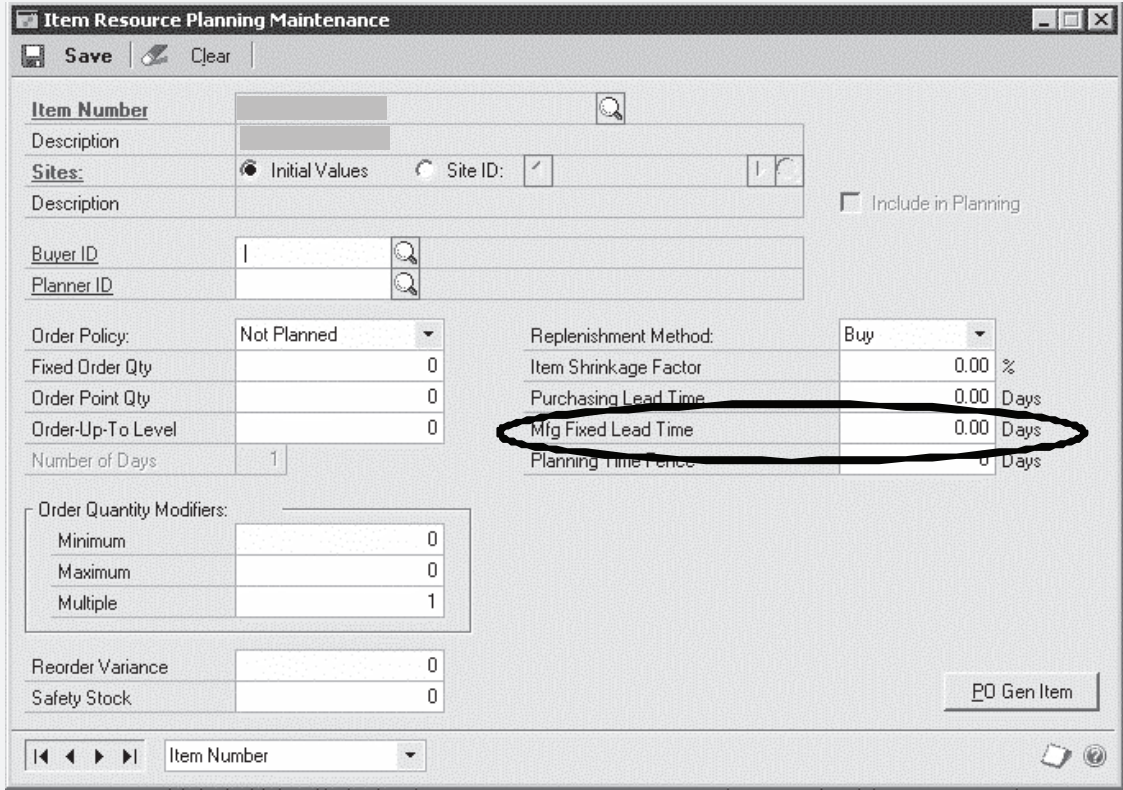 Item Resource Planning Maintenance
Save Clear
Item Number
Description
Sites: Initial Values Site ID:
Description Include in Planning
Buyer ID
Planner ID
Order Policy: Not Planned Replenishment Method: Buy
Fixed Order Qty 0 Item Shrinkage Factor 0.00 %
Order Point Qty 0 Purchasing Lead Time 0.00 Days
Order-Up-To Level 0 Mfg Fixed Lead Time 0.00 Days
Number of Days 1 Planning Time Fence 0 Days
Order Quantity Modifiers:
Minimum 0
Maximum 0
Multiple 1
Reorder Variance 0
Safety Stock 0 PO Gen Item
Item Number